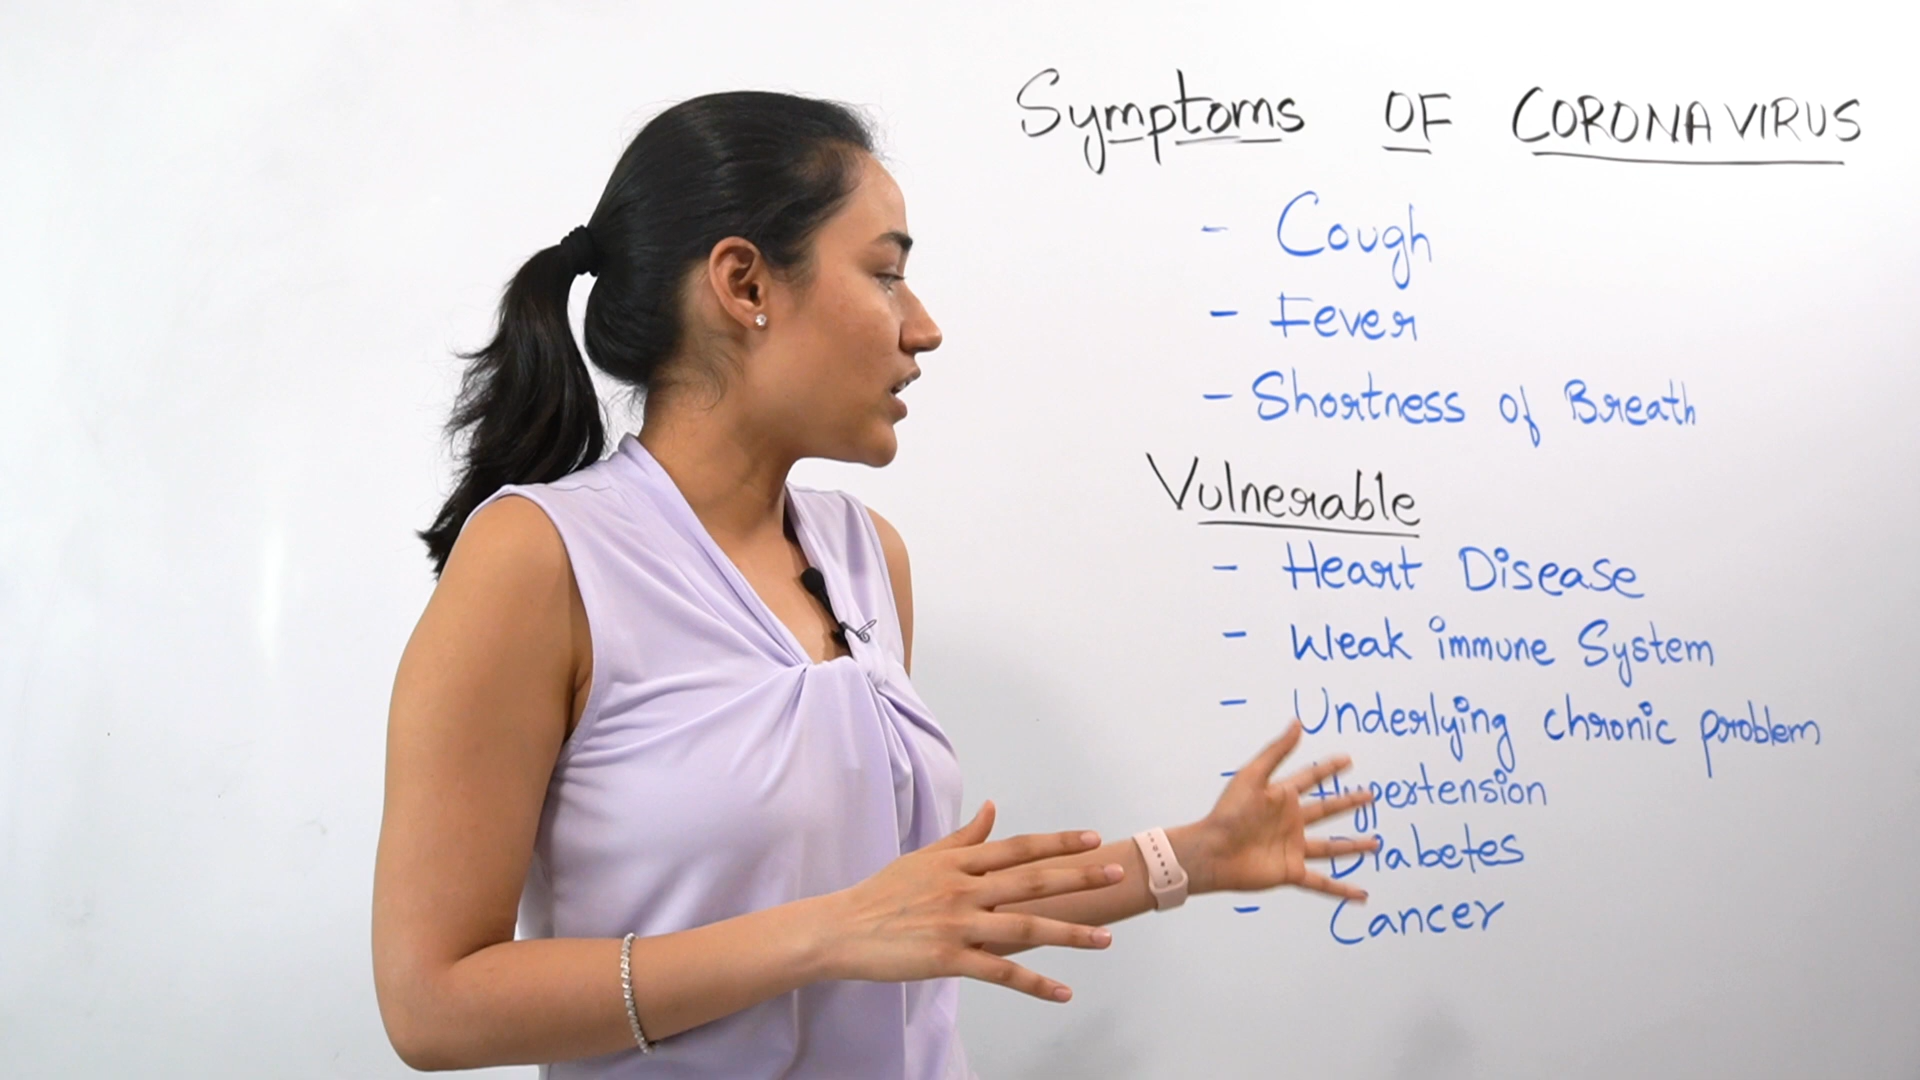 Symptoms OF CORONAVIRUS
- Cough
- Fever
- Shortness of Breath
Vulnerable
- Heart Disease
- Weak immune System
- Underlying chronic problem
- Hypertension
Diabetes
- Cancer